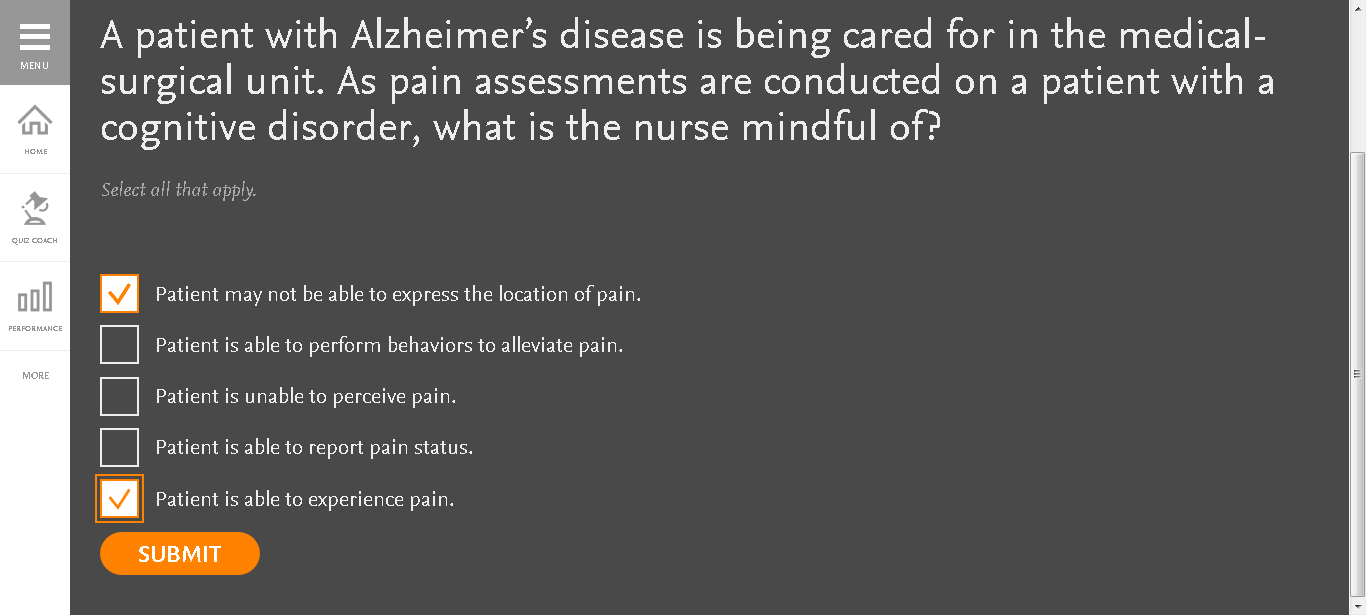 MENU
HOME
QUIZ COACH
PERFORMANCE
MORE
A patient with Alzheimer’s disease is being cared for in the medical-
surgical unit. As pain assessments are conducted on a patient with a
cognitive disorder, what is the nurse mindful of?
Select all that apply.
Patient may not be able to express the location of pain.
Patient is able to perform behaviors to alleviate pain.
Patient is unable to perceive pain.
Patient is able to report pain status.
Patient is able to experience pain.
SUBMIT